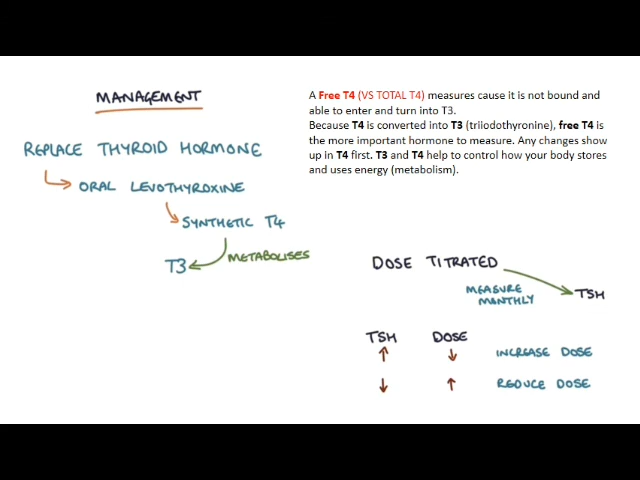 MANAGEMENT
REPLACE THYROID HORMONE
ORAL LEVOTHYROXINE
SYNTHETIC T4
METABOLISES
T3
A Free T4 (VS TOTAL T4) measures cause it is not bound and
able to enter and turn into T3.
Because T4 is converted into T3 (triiodothyronine), free T4 is
the more important hormone to measure. Any changes show
up in T4 first. T3 and T4 help to control how your body stores
and uses energy (metabolism).
DOSE TITRATED
MEASURE
MONTHLY
TSH
TSH DOSE
↑ ↓ INCREASE DOSE
↓ ↑ REDUCE DOSE